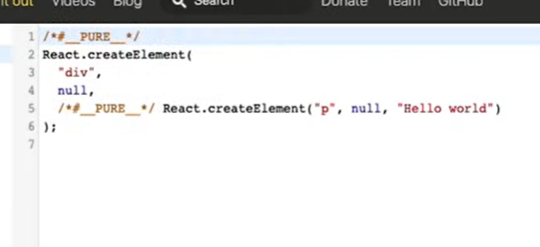 out Videos Blog Search Donate Team GitHub
1 /*#__PURE__*/
2 React.createElement(
3 "div",
4 null,
5 /*#__PURE__*/ React.createElement("p", null, "Hello world")
6 );
7